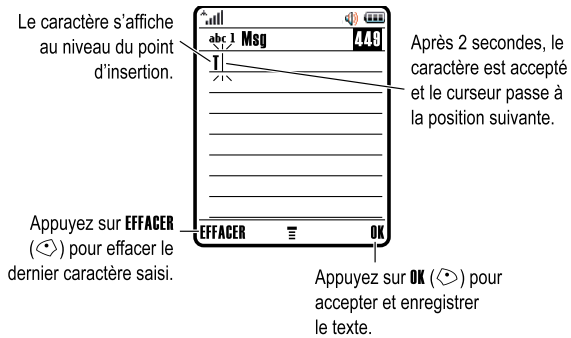 Le caractère s’affiche
au niveau du point
d’insertion.
abc 1 Msg 449
T
Après 2 secondes, le
caractère est accepté
et le curseur passe à
la position suivante.
Appuyez sur EFFACER
() pour effacer le
dernier caractère saisi.
EFFACER OK
Appuyez sur OK () pour
accepter et enregistrer
le texte.